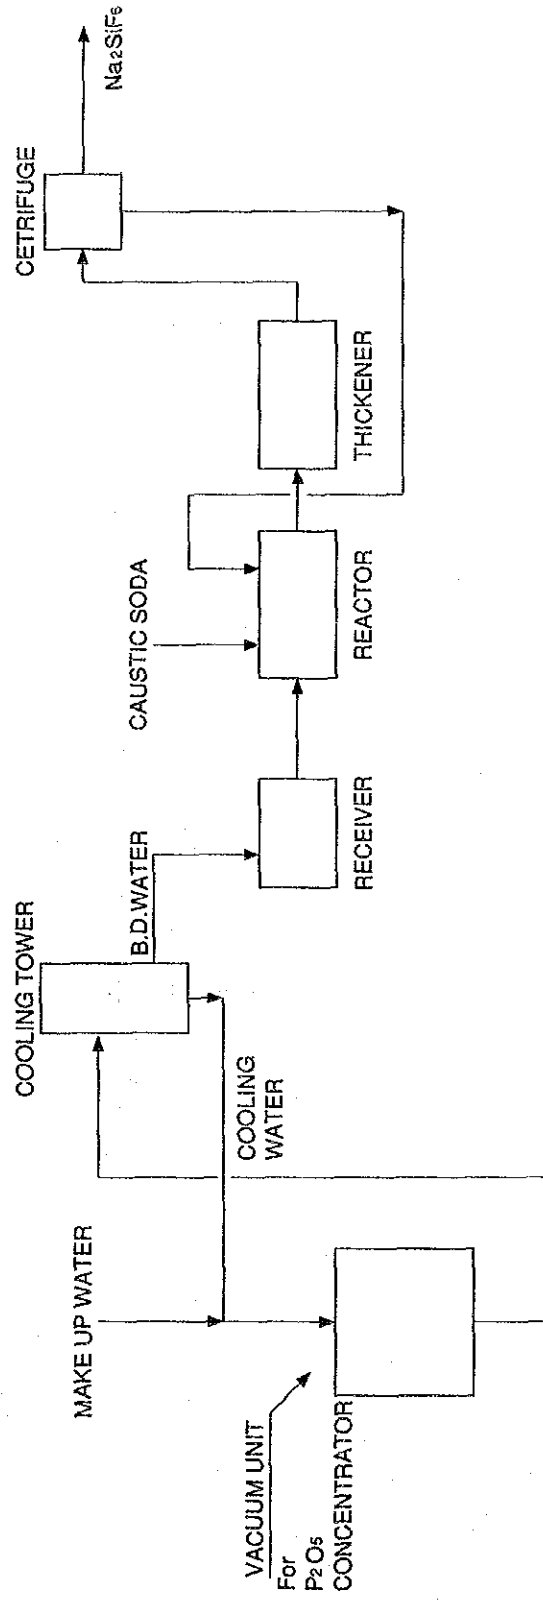 MAKE UP WATER
VACUUM UNIT
For
P₂O₅
CONCENTRATOR
COOLING
WATER
COOLING TOWER
B.D.WATER
RECEIVER
CAUSTIC SODA
REACTOR
THICKENER
CETRIFUGE
Na₂SiF₆